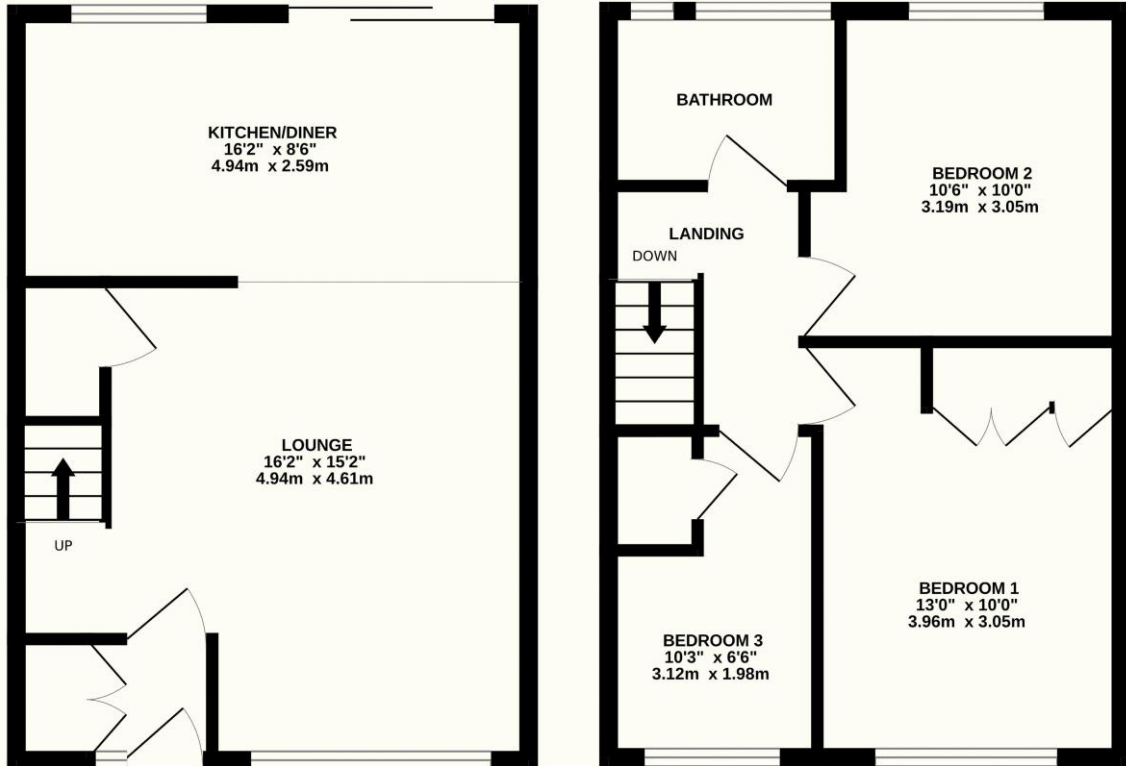 KITCHEN/DINER
16'2" x 8'6"
4.94m x 2.59m
LOUNGE
16'2" x 15'2"
4.94m x 4.61m
UP
BATHROOM
BEDROOM 2
10'6" x 10'0"
3.19m x 3.05m
LANDING
DOWN
BEDROOM 1
13'0" x 10'0"
3.96m x 3.05m
BEDROOM 3
10'3" x 6'6"
3.12m x 1.98m